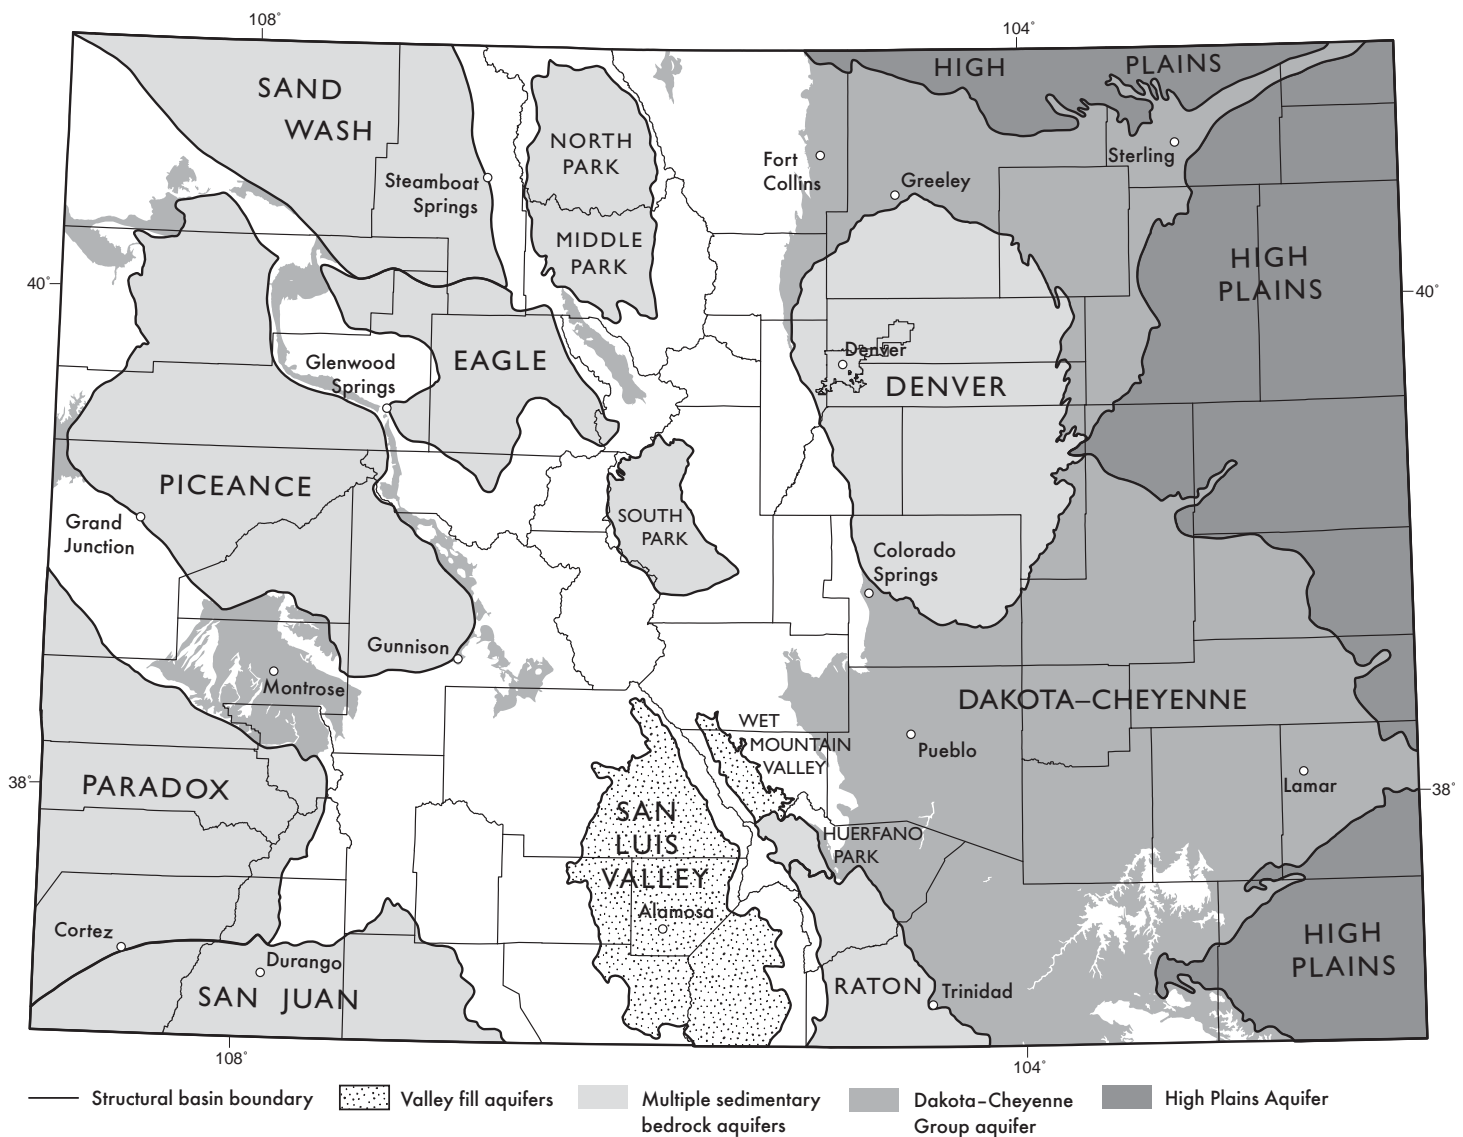 108°
104°
SAND
WASH
HIGH
PLAINS
NORTH
PARK
Fort
Collins
Sterling
Steamboat
Springs
Greeley
MIDDLE
PARK
HIGH
PLAINS
40°
40°
Glenwood
Springs
EAGLE
Denver
DENVER
PICEANCE
Grand
Junction
SOUTH
PARK
Colorado
Springs
Gunnison
Montrose
DAKOTA–CHEYENNE
WET
MOUNTAIN
VALLEY
Pueblo
38°
PARADOX
Lamar
38°
SAN
LUIS
VALLEY
HUERFANO
PARK
Alamosa
Cortez
Durango
SAN JUAN
RATON
Trinidad
HIGH
PLAINS
108°
104°
Structural basin boundary
Valley fill aquifers
Multiple sedimentary
bedrock aquifers
Dakota–Cheyenne
Group aquifer
High Plains Aquifer